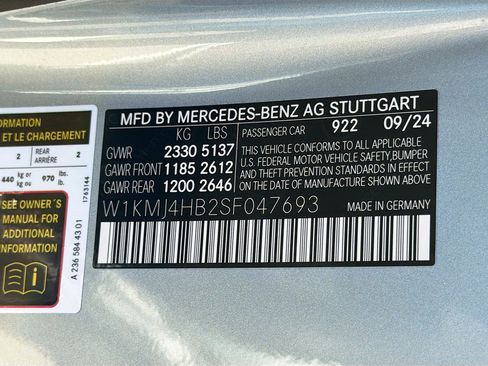 ORMATION
ET LE CHARGEMENT
2 REAR ARRIÈRE 2
440 kg or kg ou 970 lbs. lb.
SEE OWNER´S
MANUAL FOR
ADDITIONAL
INFORMATION
1763144
A 236 584 43 01
MFD BY MERCEDES-BENZ AG STUTTGART
KG LBS PASSENGER CAR 922 09/24
GVWR 2330 5137
GAWR FRONT 1185 2612
GAWR REAR 1200 2646
THIS VEHICLE CONFORMS TO ALL APPLICABLE
U.S. FEDERAL MOTOR VEHICLE SAFETY,BUMPER
AND THEFT PREVENTION STANDARDS IN EFFECT
ON THE DATE OF MANUFACTURE SHOWN ABOVE.
W1KMJ4HB2SF047693 MADE IN GERMANY